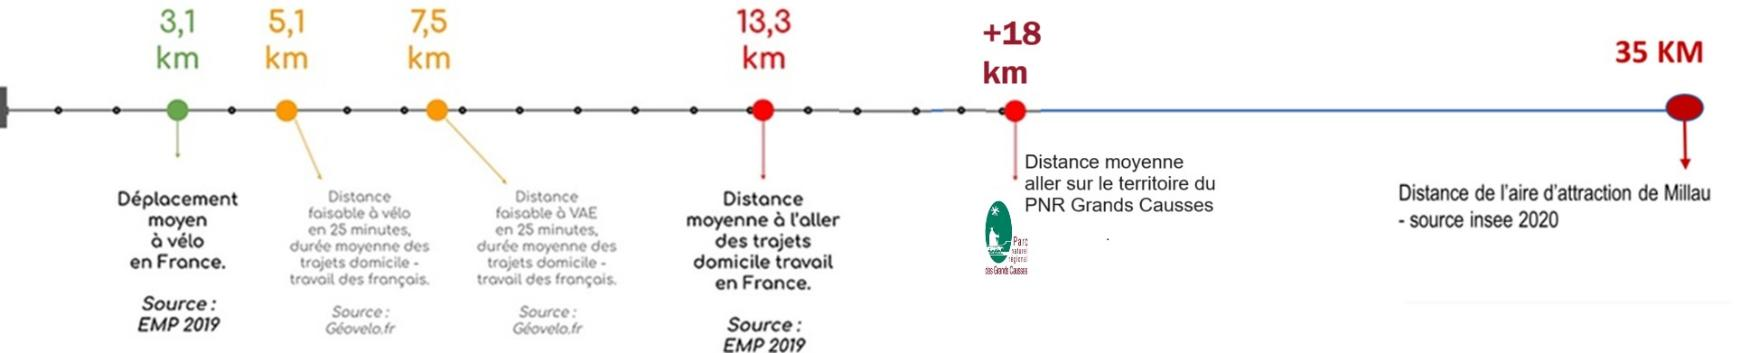 3,1
km
5,1
km
7,5
km
13,3
km
+18
km
35 KM
Déplacement
moyen
à vélo
en France.
Source :
EMP 2019
Distance
faisable à vélo
en 25 minutes,
durée moyenne des
trajets domicile -
travail des français.
Source :
Géovelo.fr
Distance
faisable à VAE
en 25 minutes,
durée moyenne des
trajets domicile -
travail des français.
Source :
Géovelo.fr
Distance
moyenne à l'aller
des trajets
domicile travail
en France.
Source :
EMP 2019
Distance moyenne
aller sur le territoire du
PNR Grands Causses
Parc
naturel
régional
des Grands Causses
Distance de l'aire d'attraction de Millau
- source insee 2020